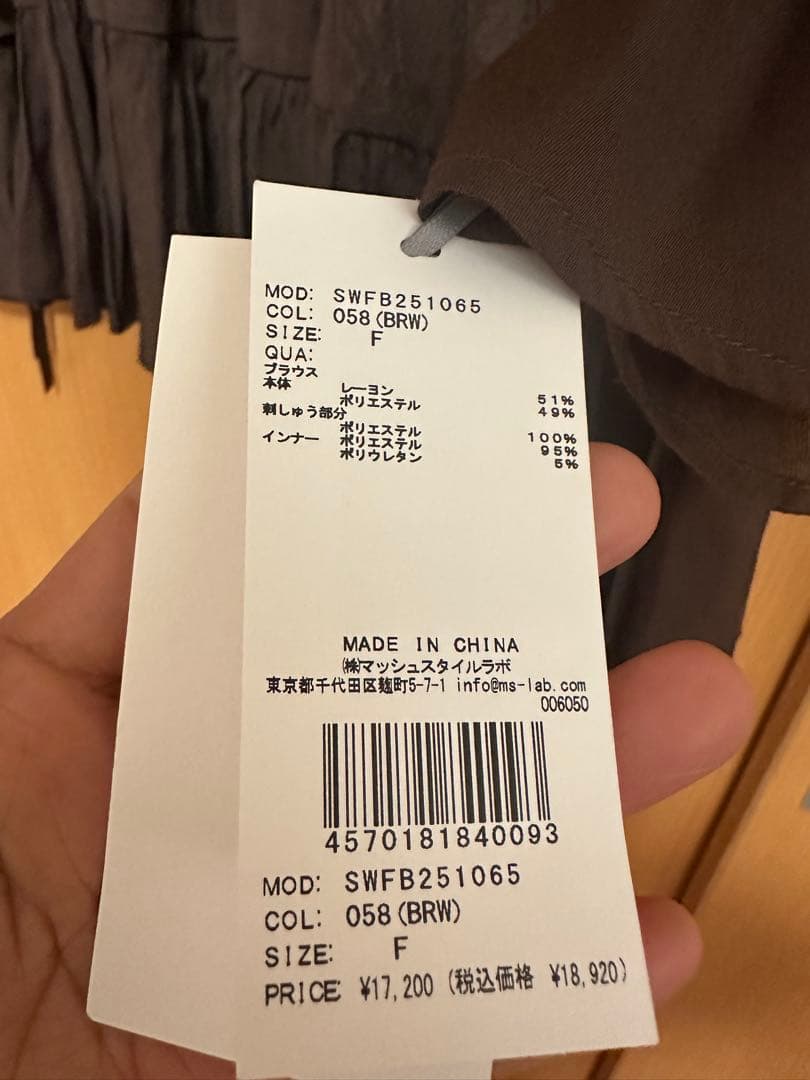 MOD: SWFB251065
COL: 058(BRW)
SIZE: F
QUA:
ブラウス
本体 レーヨン 51%
ポリエステル 49%
刺しゅう部分
ポリエステル 100%
インナー ポリエステル 95%
ポリウレタン 5%
MADE IN CHINA
㈱マッシュスタイルラボ
東京都千代田区麹町5-7-1 info@ms-lab.com
006050
4570181840093
MOD: SWFB251065
COL: 058(BRW)
SIZE: F
PRICE: ¥17,200 (税込価格 ¥18,920)